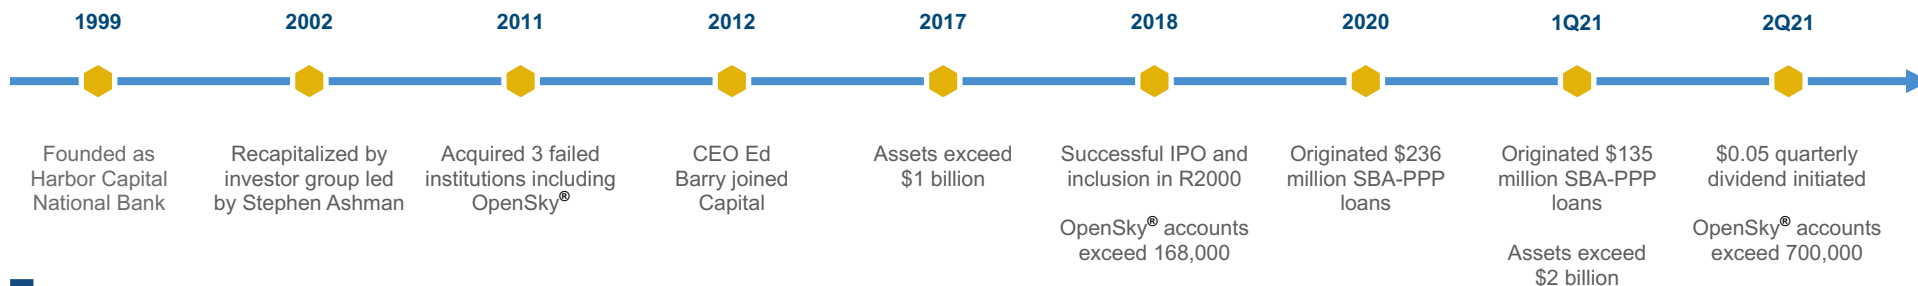 1999
Founded as
Harbor Capital
National Bank
2002
Recapitalized by
investor group led
by Stephen Ashman
2011
Acquired 3 failed
institutions including
OpenSky®
2012
CEO Ed
Barry joined
Capital
2017
Assets exceed
$1 billion
2018
Successful IPO and
inclusion in R2000
OpenSky® accounts
exceed 168,000
2020
Originated $236
million SBA-PPP
loans
1Q21
Originated $135
million SBA-PPP
loans
Assets exceed
$2 billion
2Q21
$0.05 quarterly
dividend initiated
OpenSky® accounts
exceed 700,000